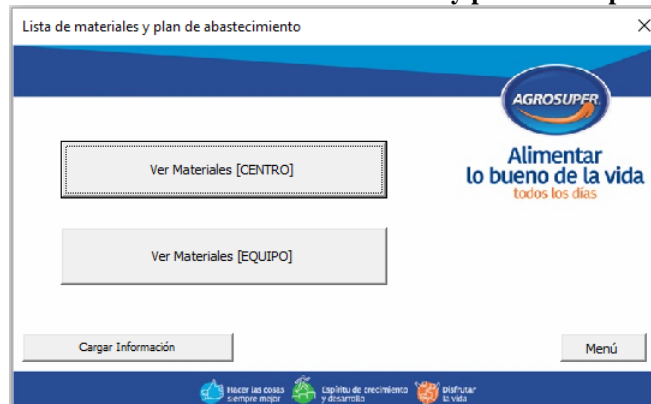 y p
Lista de materiales y plan de abastecimiento
AGROSUPER
Alimentar
lo bueno de la vida
todos los días
Ver Materiales [CENTRO]
Ver Materiales [EQUIPO]
Cargar Información
Menú
Hacer las cosas
siempre mejor
Espíritu de crecimiento
y desarrollo
Disfrutar
la vida